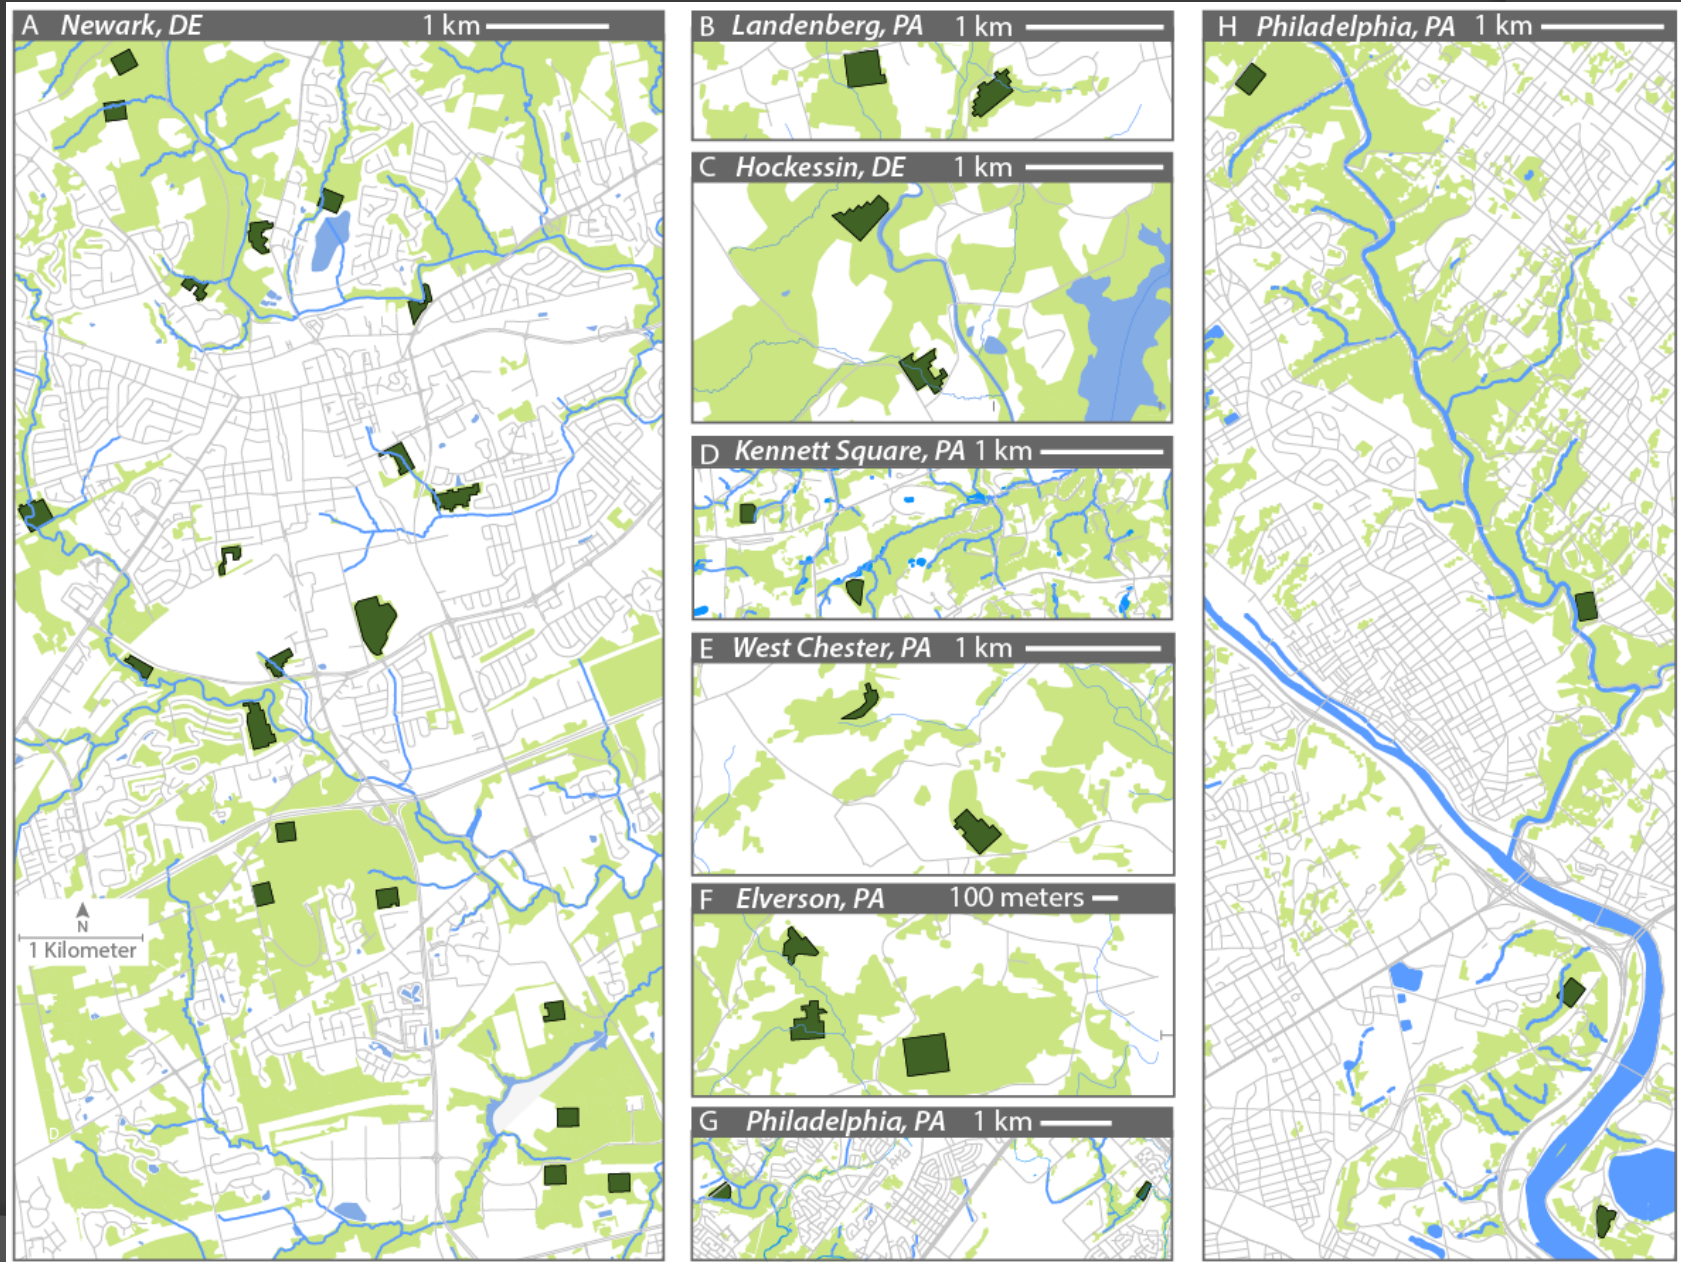 A Newark, DE 1 km
N
1 Kilometer
D
B Landenberg, PA 1 km
C Hockessin, DE 1 km
D Kennett Square, PA 1 km
E West Chester, PA 1 km
F Elverson, PA 100 meters
G Philadelphia, PA 1 km
H Philadelphia, PA 1 km